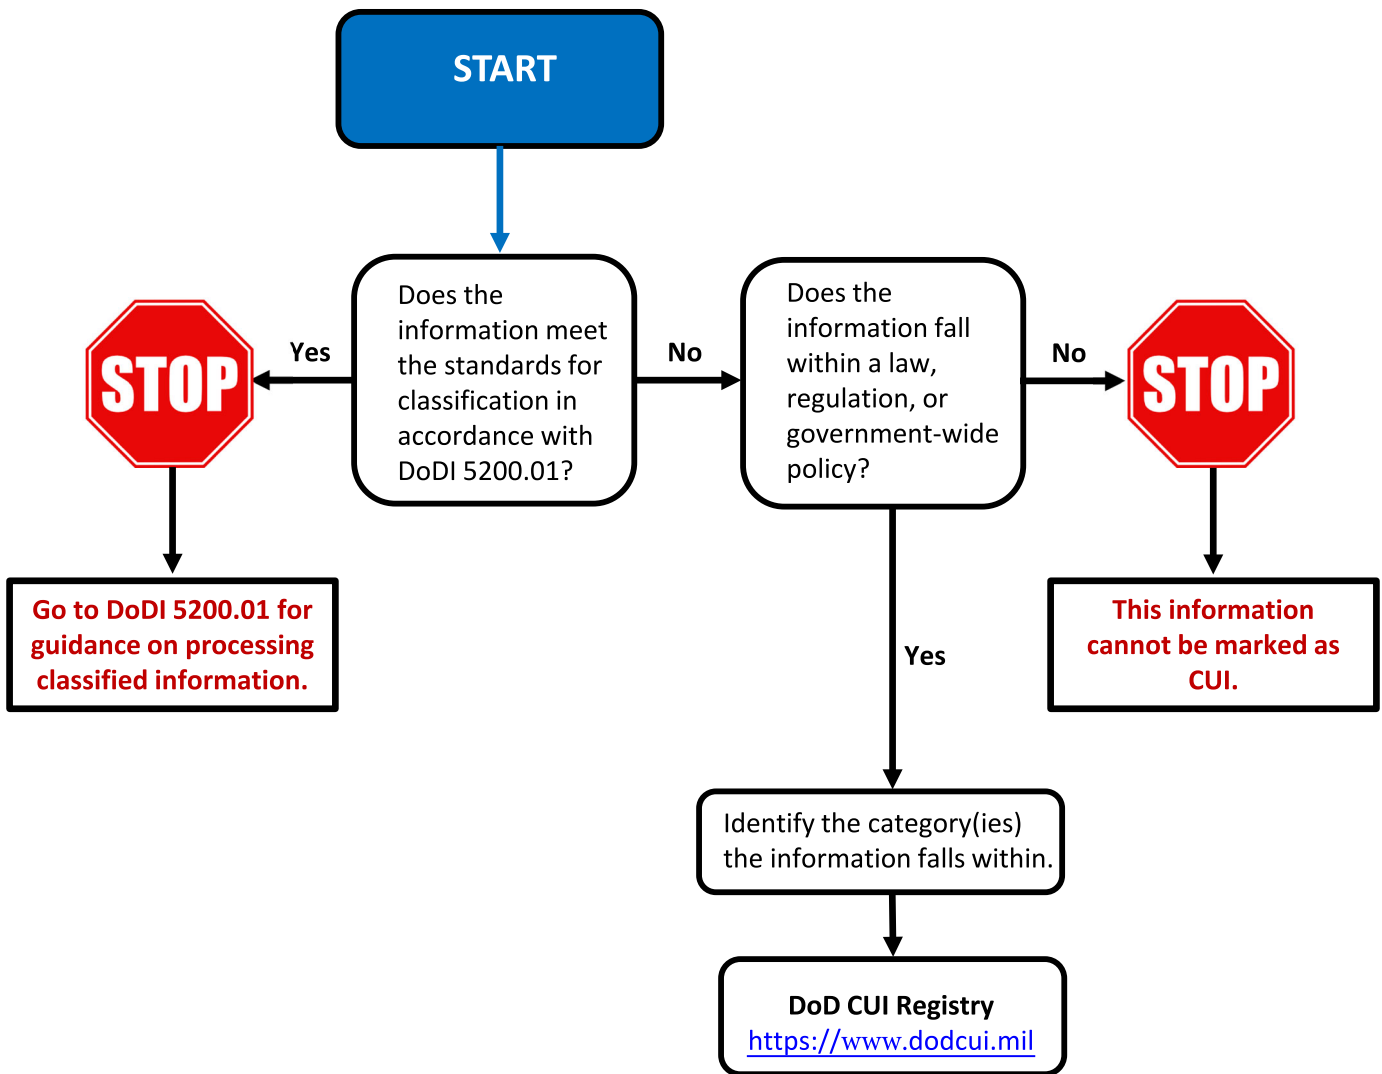 START
Does the
information meet
the standards for
classification in
accordance with
DoDI 5200.01?
Yes
STOP
Go to DoDI 5200.01 for
guidance on processing
classified information.
No
Does the
information fall
within a law,
regulation, or
government-wide
policy?
No
STOP
This information
cannot be marked as
CUI.
Yes
Identify the category(ies)
the information falls within.
DoD CUI Registry
https://www.dodcui.mil